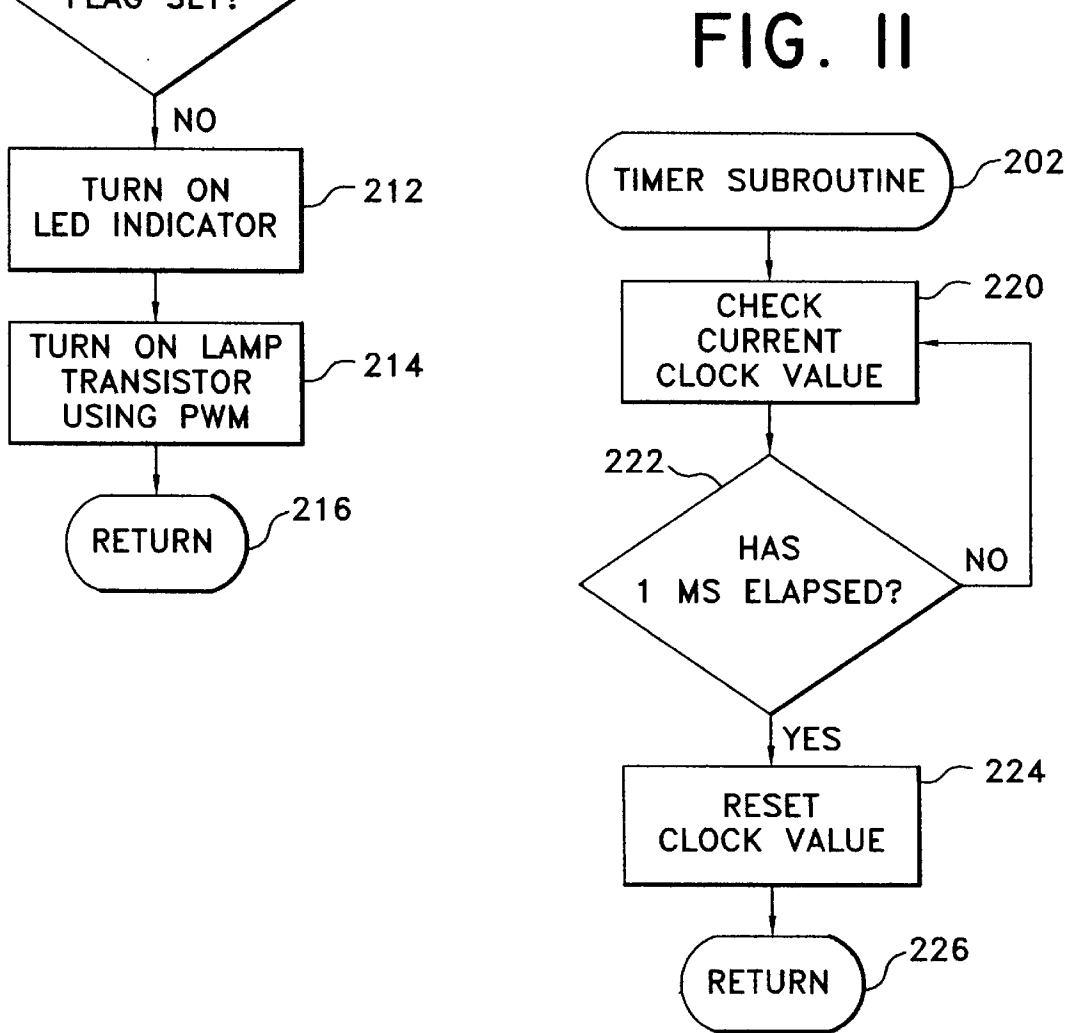 FLAG SET?
NO
TURN ON
LED INDICATOR
212
TURN ON LAMP
TRANSISTOR
USING PWM
214
RETURN
216
FIG. 11
TIMER SUBROUTINE
202
CHECK
CURRENT
CLOCK VALUE
220
222
HAS
1 MS ELAPSED?
NO
YES
RESET
CLOCK VALUE
224
RETURN
226